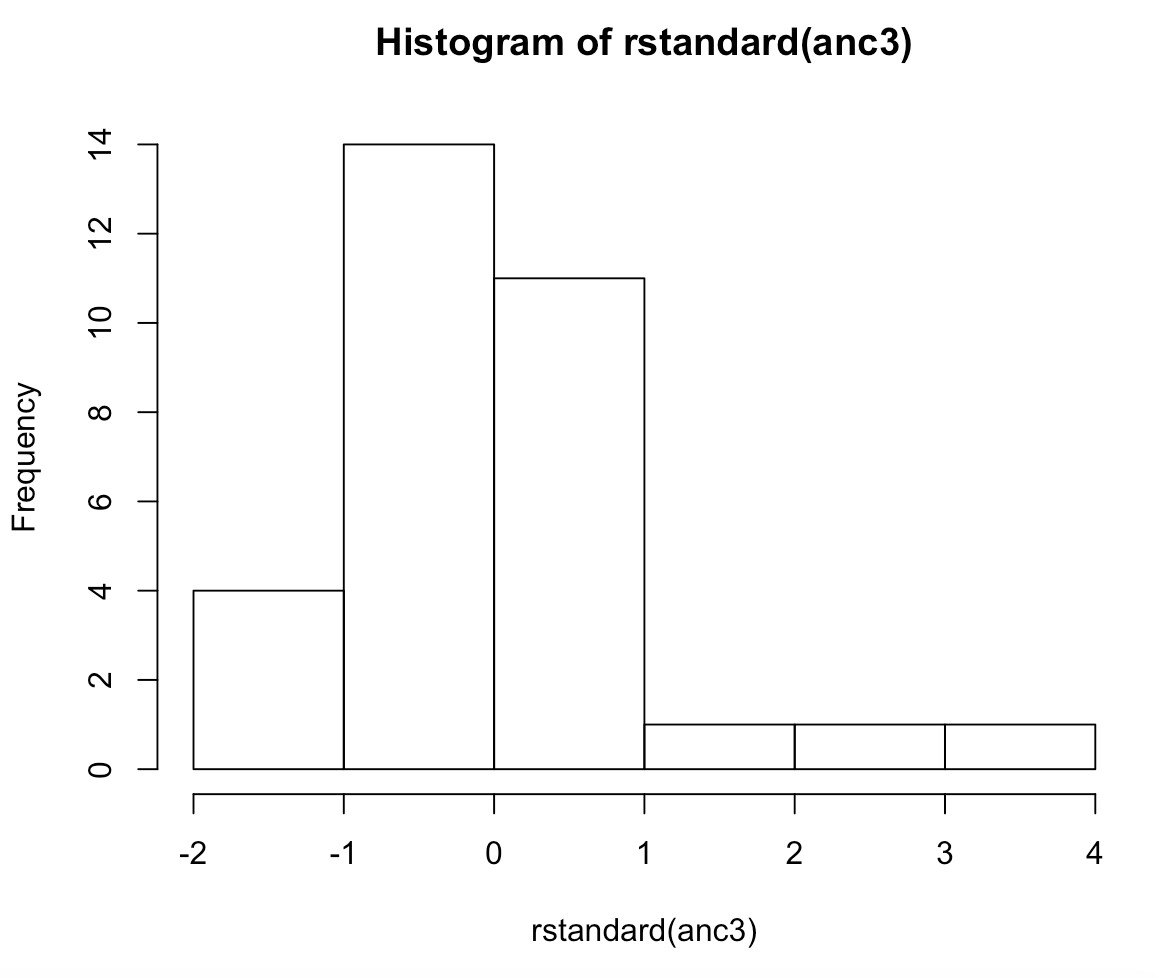 Histogram of rstandard(anc3)
14
12
10
8
6
4
2
0
Frequency
-2 -1 0 1 2 3 4
rstandard(anc3)